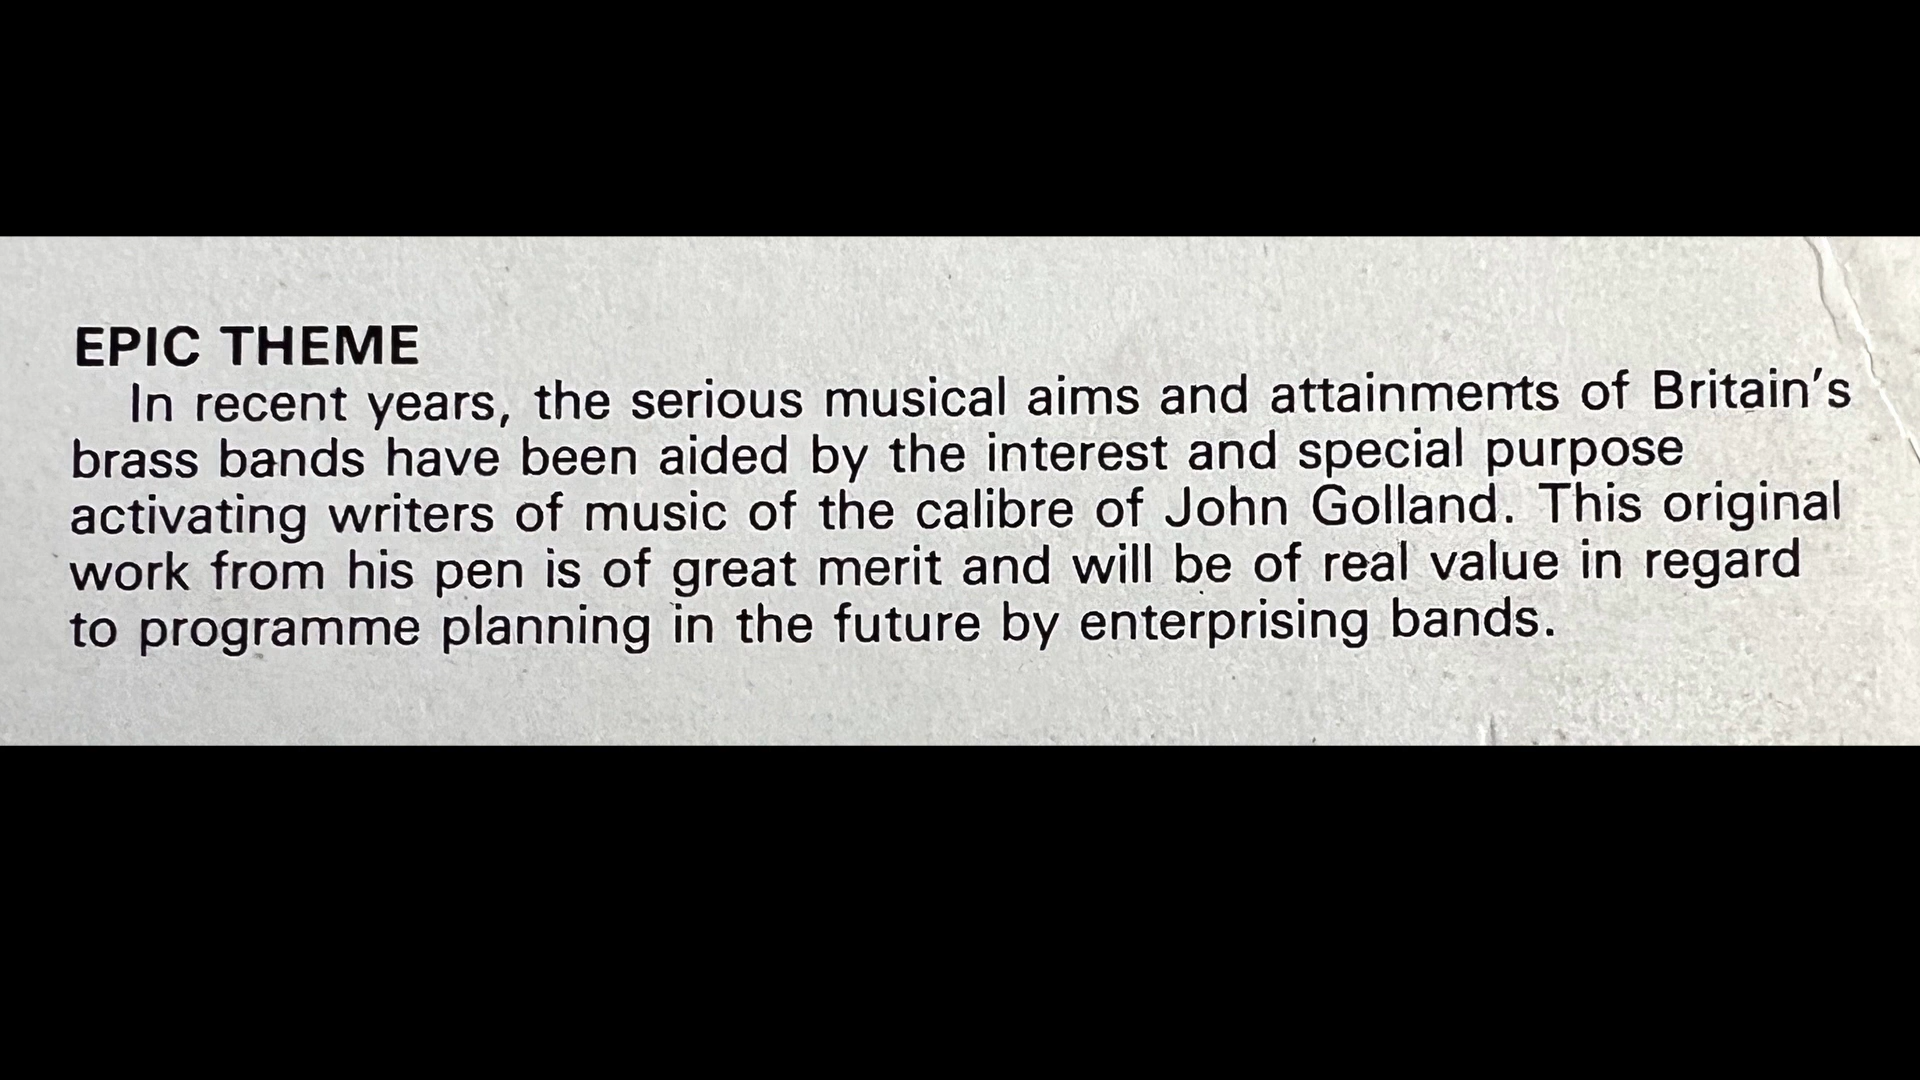 EPIC THEME
In recent years, the serious musical aims and attainments of Britain's
brass bands have been aided by the interest and special purpose
activating writers of music of the calibre of John Golland. This original
work from his pen is of great merit and will be of real value in regard
to programme planning in the future by enterprising bands.